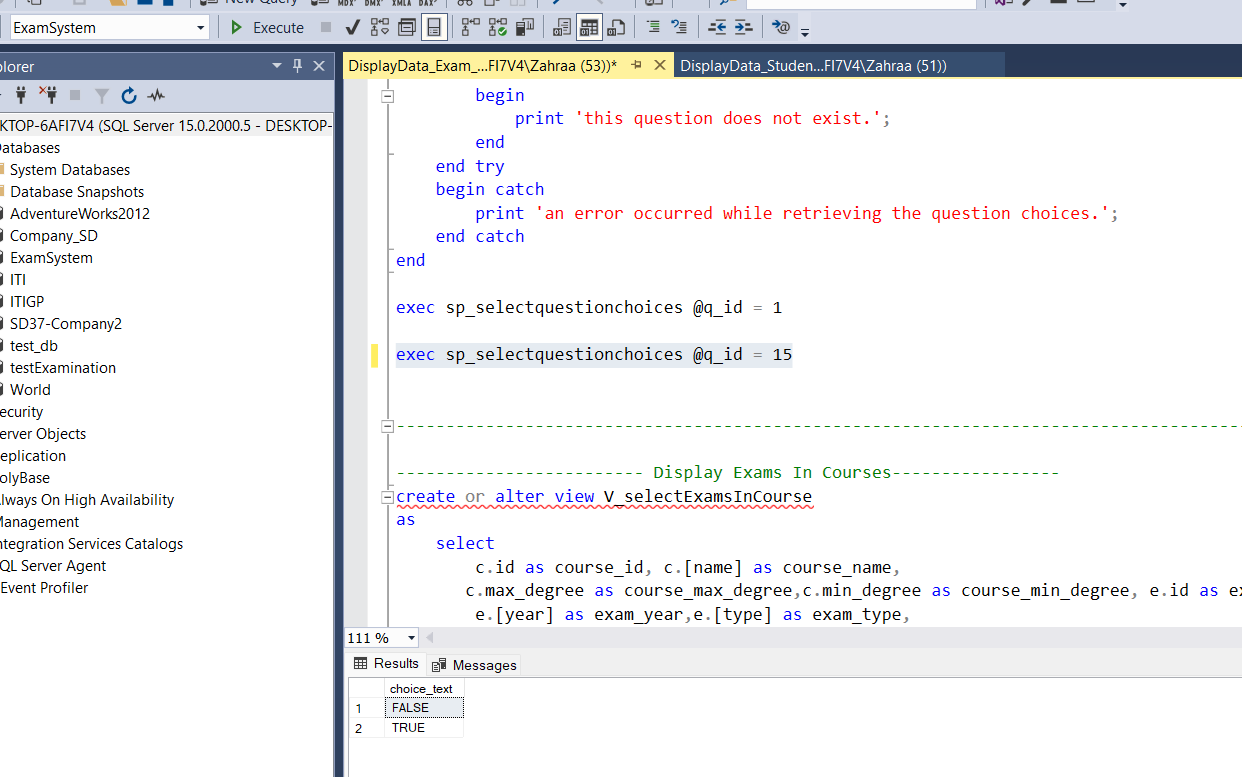 New Query
MDX DMX XMLA DAX
ExamSystem
Execute
plorer
DisplayData_Exam_...FI7V4\Zahraa (53))*
DisplayData_Studen...FI7V4\Zahraa (51))
KTOP-6AFI7V4 (SQL Server 15.0.2000.5 - DESKTOP-
atabases
System Databases
Database Snapshots
AdventureWorks2012
Company_SD
ExamSystem
ITI
ITIGP
SD37-Company2
test_db
testExamination
World
ecurity
erver Objects
eplication
olyBase
lways On High Availability
Management
ntegration Services Catalogs
QL Server Agent
Event Profiler
begin
print 'this question does not exist.';
end
end try
begin catch
print 'an error occurred while retrieving the question choices.';
end catch
end
exec sp_selectquestionchoices @q_id = 1
exec sp_selectquestionchoices @q_id = 15
------------------------- Display Exams In Courses-----------------
create or alter view V_selectExamsInCourse
as
select
c.id as course_id, c.[name] as course_name,
c.max_degree as course_max_degree,c.min_degree as course_min_degree, e.id as ex
e.[year] as exam_year,e.[type] as exam_type,
111 %
Results
Messages
choice_text
1 FALSE
2 TRUE